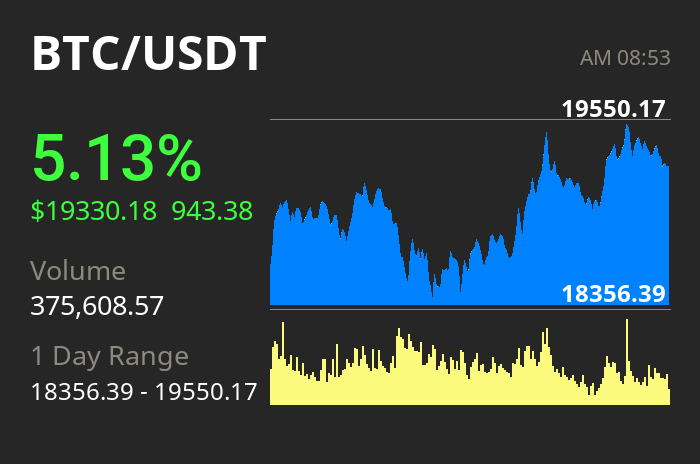 BTC/USDT
AM 08:53
19550.17
5.13%
$19330.18 943.38
Volume
375,608.57
18356.39
1 Day Range
18356.39 - 19550.17